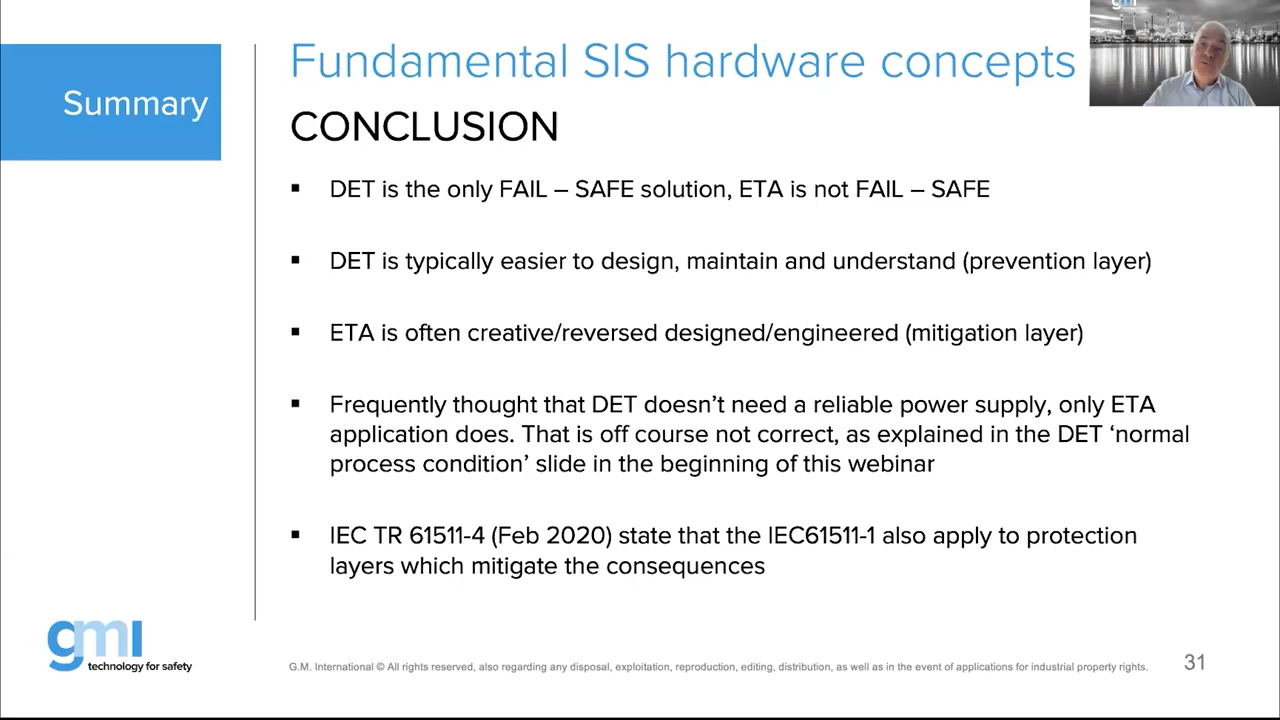 gmi
Summary
Fundamental SIS hardware concepts
CONCLUSION
▪ DET is the only FAIL – SAFE solution, ETA is not FAIL – SAFE
▪ DET is typically easier to design, maintain and understand (prevention layer)
▪ ETA is often creative/reversed designed/engineered (mitigation layer)
▪ Frequently thought that DET doesn’t need a reliable power supply, only ETA
application does. That is off course not correct, as explained in the DET ‘normal
process condition’ slide in the beginning of this webinar
▪ IEC TR 61511-4 (Feb 2020) state that the IEC61511-1 also apply to protection
layers which mitigate the consequences
gmi
technology for safety
G.M. International © All rights reserved, also regarding any disposal, exploitation, reproduction, editing, distribution, as well as in the event of applications for industrial property rights.
31